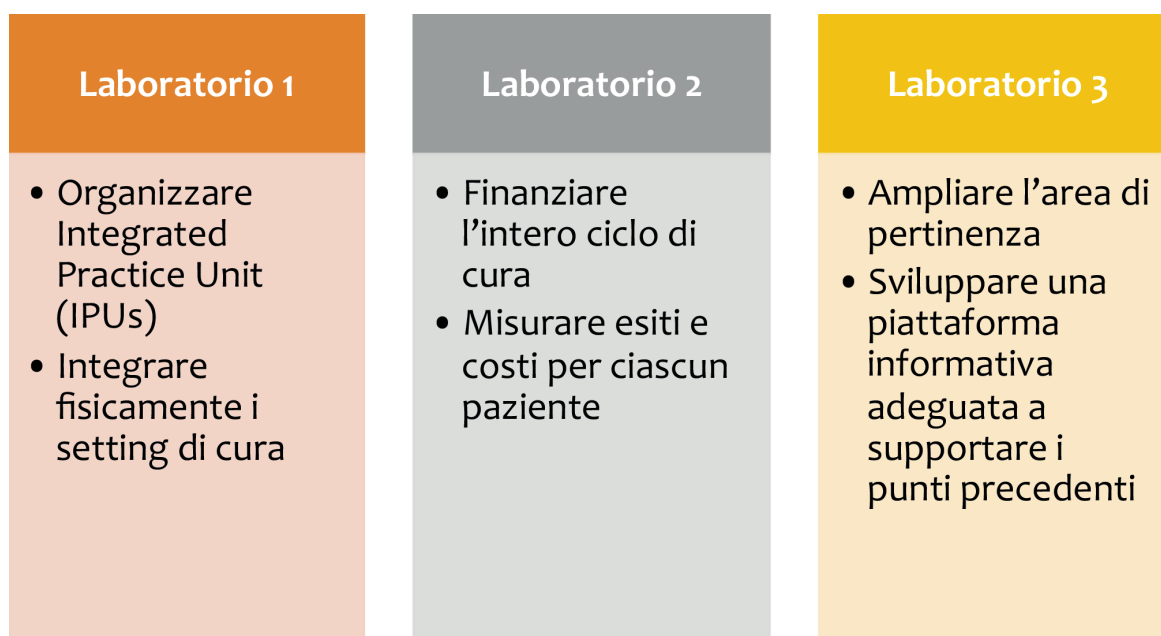 Laboratorio 1
• Organizzare
Integrated
Practice Unit
(IPUs)
• Integrare
fisicamente i
setting di cura
Laboratorio 2
• Finanziare
l’intero ciclo di
cura
• Misurare esiti e
costi per ciascun
paziente
Laboratorio 3
• Ampliare l’area di
pertinenza
• Sviluppare una
piattaforma
informativa
adeguata a
supportare i
punti precedenti